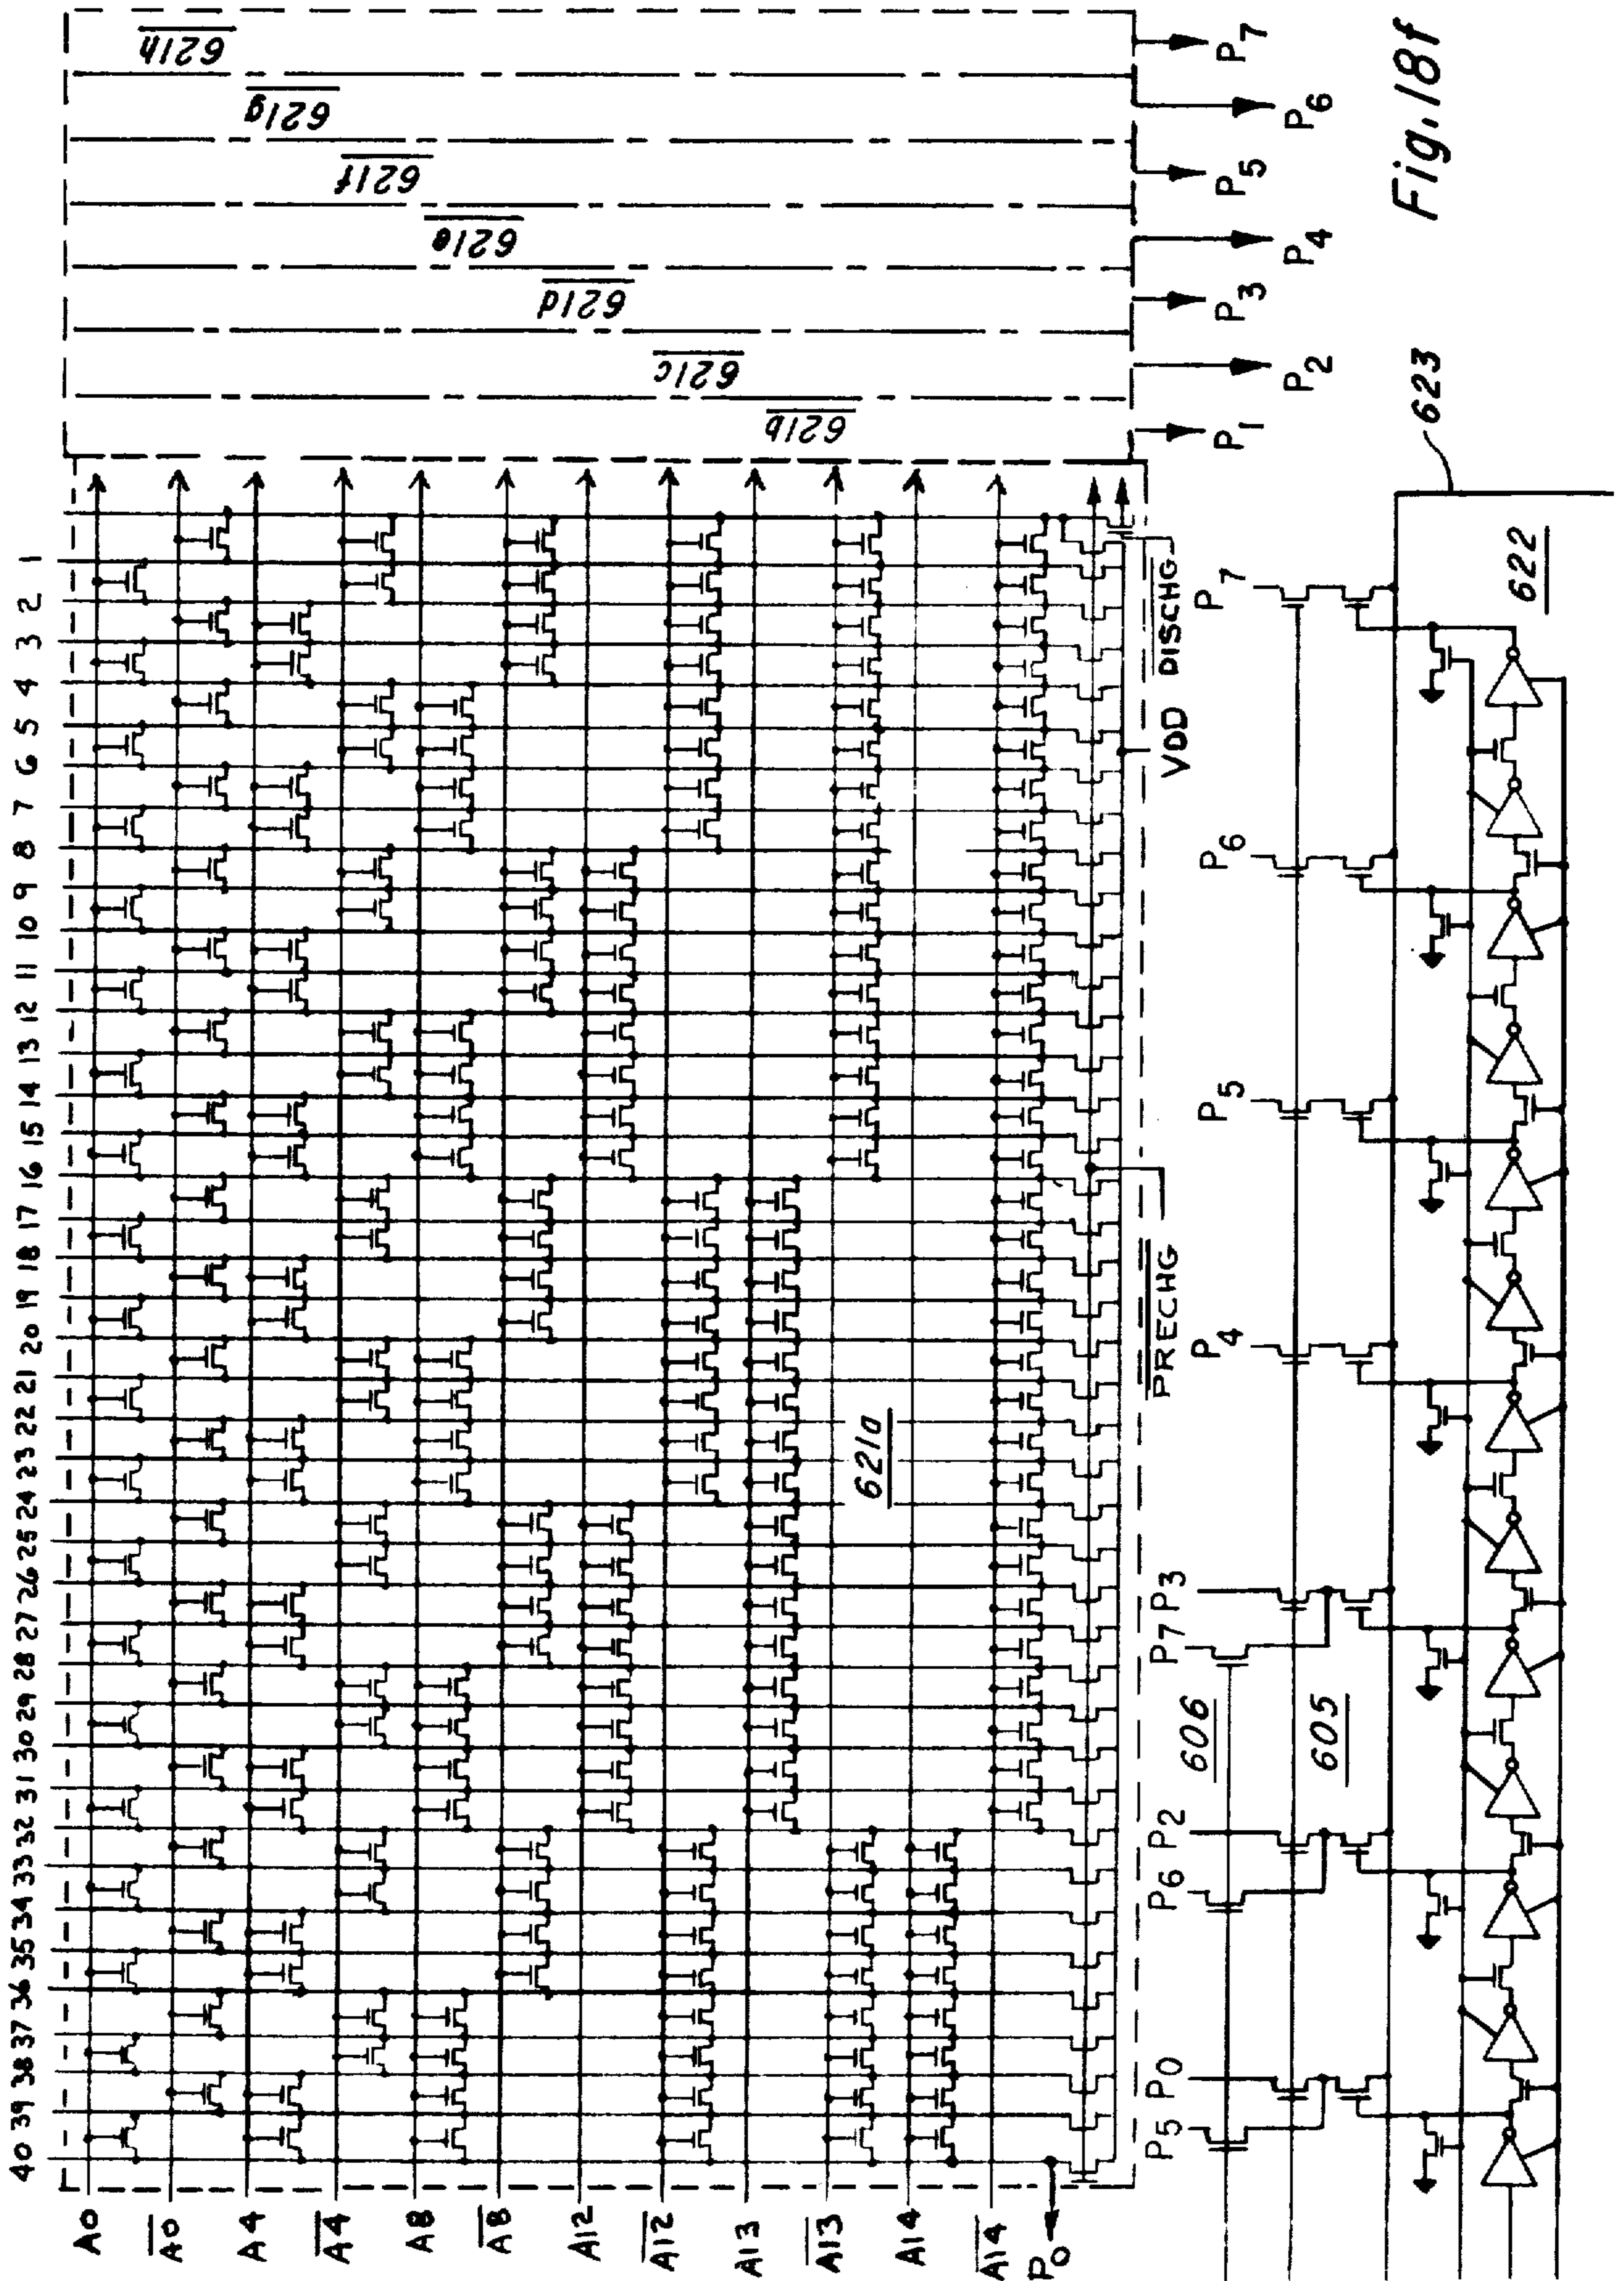 621h
621g
621f
621e
621d
621c
621b
P7
P6
P5
P4
P3
P2
P1
Fig.18f
40 39 38 37 36 35 34 33 32 31 30 29 28 27 26 25 24 23 22 21 20 19 18 17 16 15 14 13 12 11 10 9 8 7 6 5 4 3 2 1
A0
A0
A4
A4
A8
A8
A12
A12
A13
A13
A14
A14
P0
621a
PRECHG
VDD
DISCHG
P5
P0
P6
P2
P7
P3
P4
P5
P6
P7
606
605
622
623